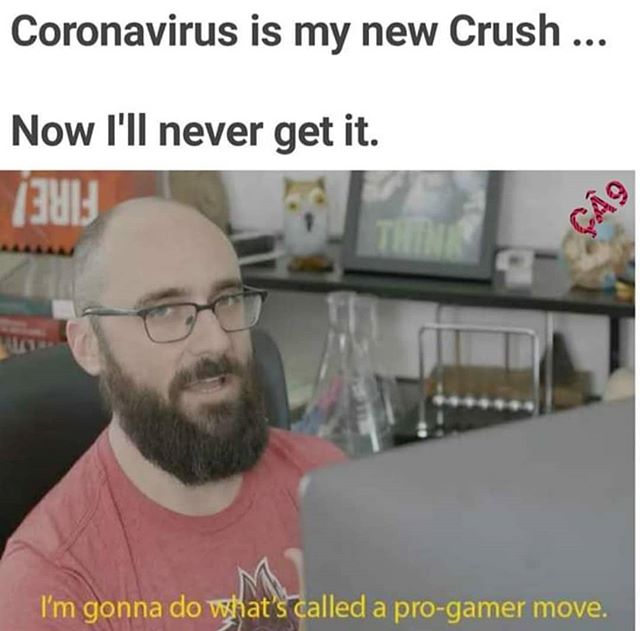 Coronavirus is my new Crush ...
Now I'll never get it.
FIRE!
THINK
ÇÂ9
I'm gonna do what's called a pro-gamer move.